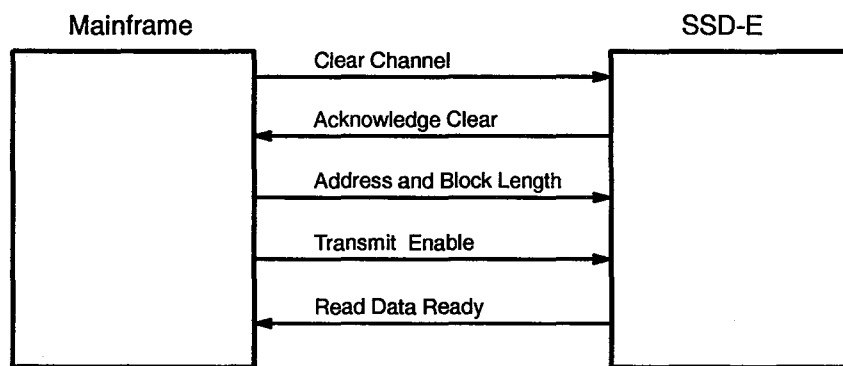 Mainframe
SSD-E
Clear Channel
Acknowledge Clear
Address and Block Length
Transmit Enable
Read Data Ready